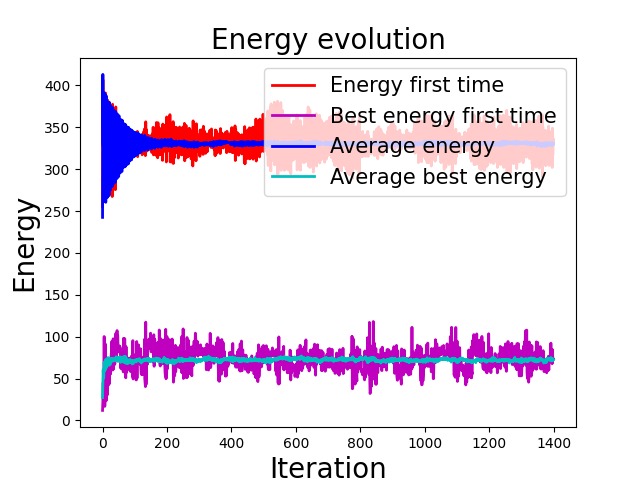 Energy evolution
Energy first time
Best energy first time
Average energy
Average best energy
400
350
300
250
200
150
100
50
0
Energy
0 200 400 600 800 1000 1200 1400
Iteration